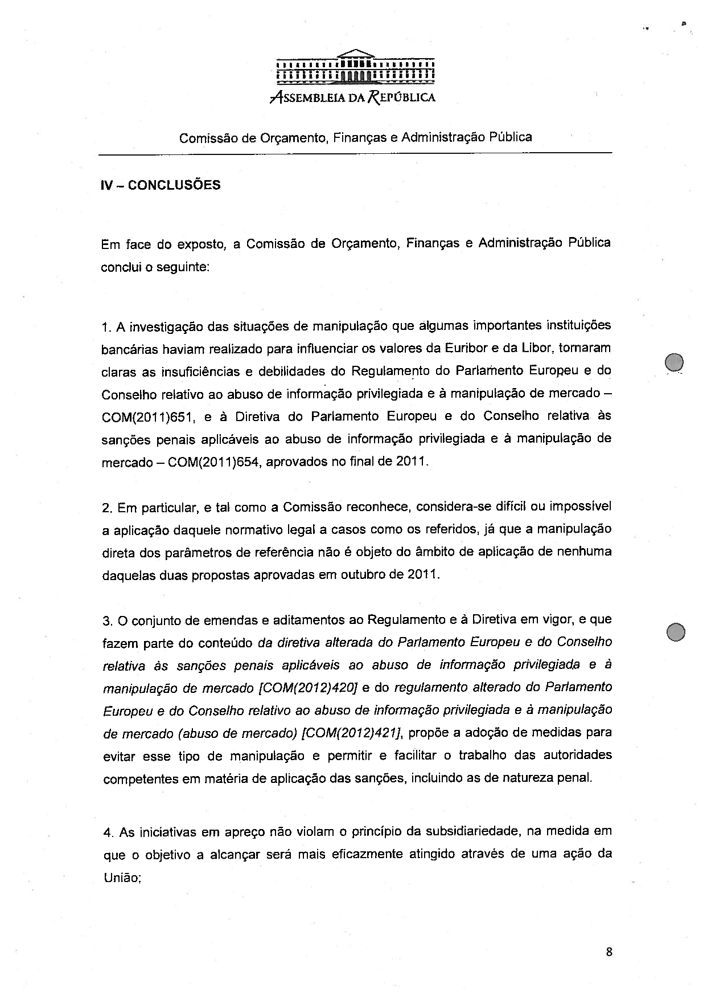 ASSEMBLEIA DA REPÚBLICA
Comissão de Orçamento, Finanças e Administração Pública
IV – CONCLUSÕES
Em face do exposto, a Comissão de Orçamento, Finanças e Administração Pública
conclui o seguinte:
1. A investigação das situações de manipulação que algumas importantes instituições
bancárias haviam realizado para influenciar os valores da Euribor e da Libor, tornaram
claras as insuficiências e debilidades do Regulamento do Parlamento Europeu e do
Conselho relativo ao abuso de informação privilegiada e à manipulação de mercado –
COM(2011)651, e à Diretiva do Parlamento Europeu e do Conselho relativa às
sanções penais aplicáveis ao abuso de informação privilegiada e à manipulação de
mercado – COM(2011)654, aprovados no final de 2011.
2. Em particular, e tal como a Comissão reconhece, considera-se difícil ou impossível
a aplicação daquele normativo legal a casos como os referidos, já que a manipulação
direta dos parâmetros de referência não é objeto do âmbito de aplicação de nenhuma
daquelas duas propostas aprovadas em outubro de 2011.
3. O conjunto de emendas e aditamentos ao Regulamento e à Diretiva em vigor, e que
fazem parte do conteúdo da diretiva alterada do Parlamento Europeu e do Conselho
relativa às sanções penais aplicáveis ao abuso de informação privilegiada e à
manipulação de mercado [COM(2012)420] e do regulamento alterado do Parlamento
Europeu e do Conselho relativo ao abuso de informação privilegiada e à manipulação
de mercado (abuso de mercado) [COM(2012)421], propõe a adoção de medidas para
evitar esse tipo de manipulação e permitir e facilitar o trabalho das autoridades
competentes em matéria de aplicação das sanções, incluindo as de natureza penal.
4. As iniciativas em apreço não violam o princípio da subsidiariedade, na medida em
que o objetivo a alcançar será mais eficazmente atingido através de uma ação da
União;
8